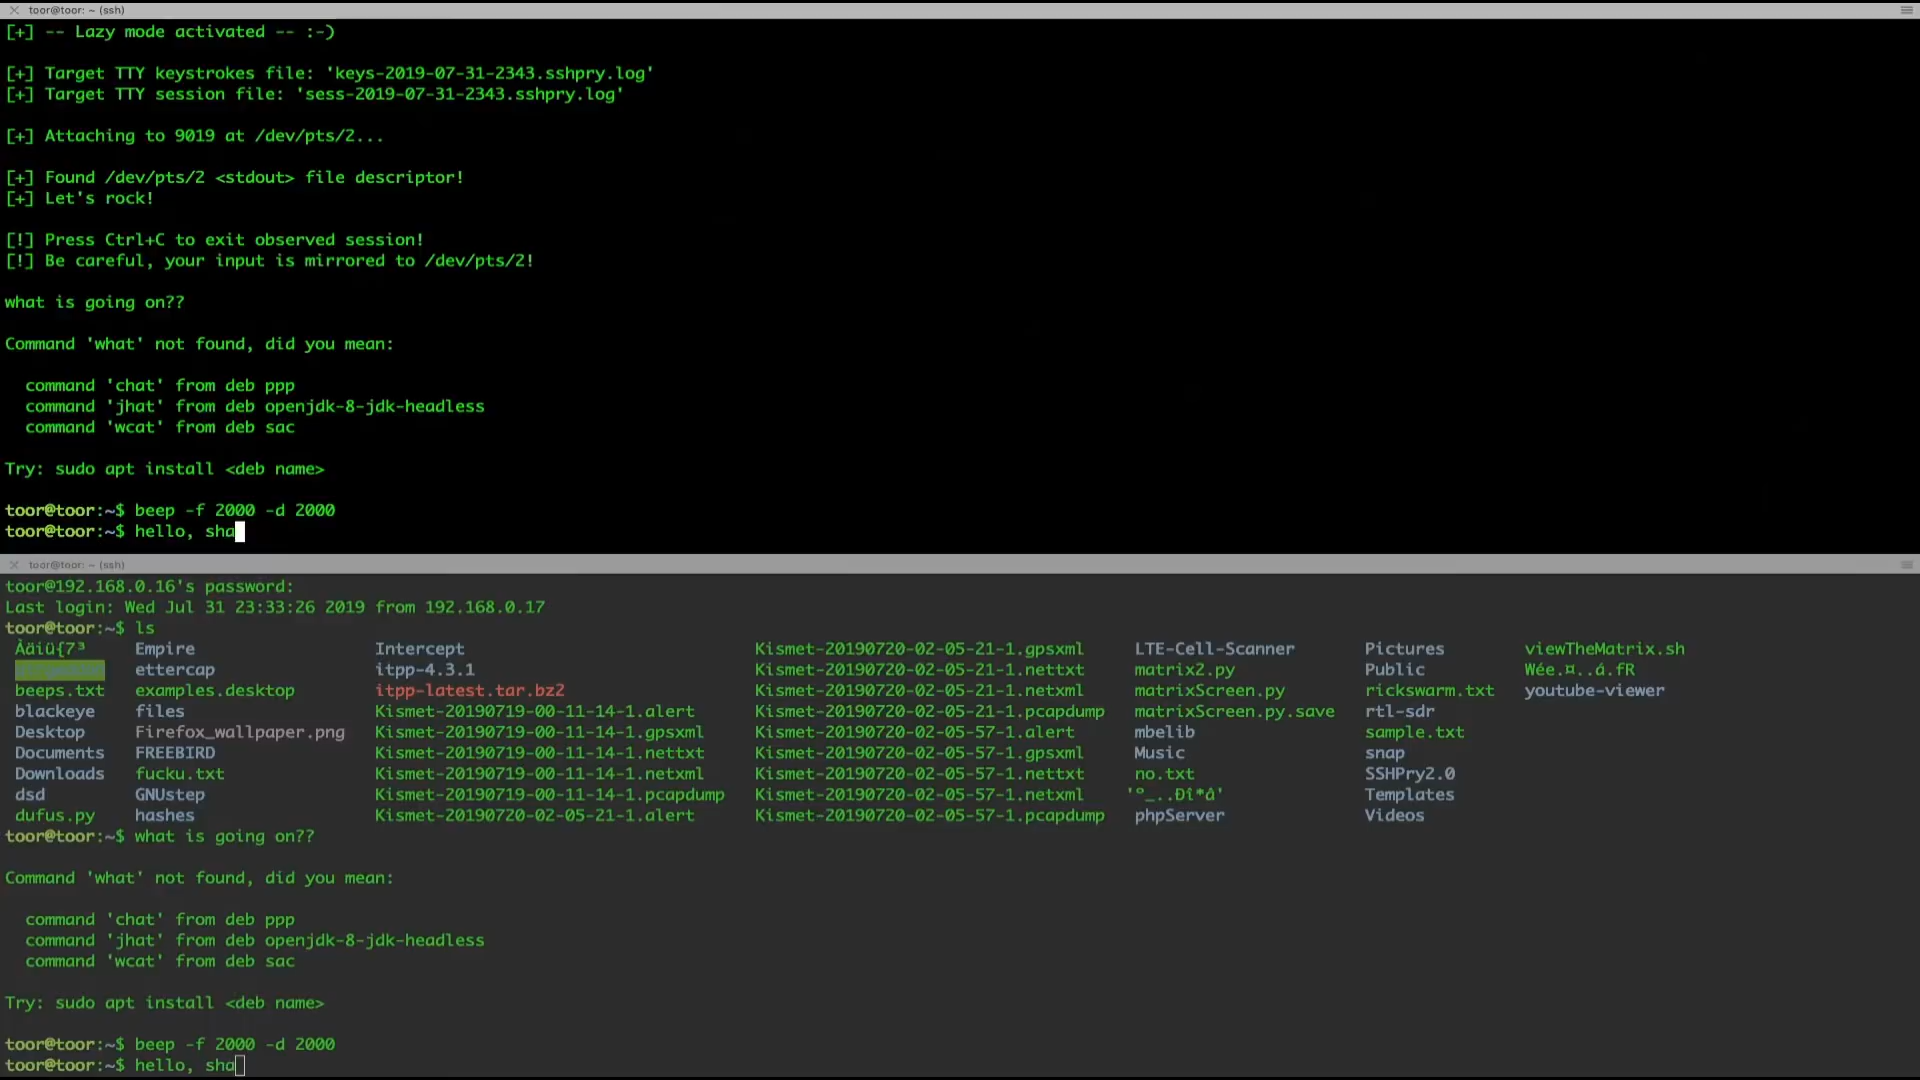 toor@toor: ~ (ssh)
[+] -- Lazy mode activated -- :-)
[+] Target TTY keystrokes file: 'keys-2019-07-31-2343.sshpry.log'
[+] Target TTY session file: 'sess-2019-07-31-2343.sshpry.log'
[+] Attaching to 9019 at /dev/pts/2...
[+] Found /dev/pts/2 <stdout> file descriptor!
[+] Let's rock!
[!] Press Ctrl+C to exit observed session!
[!] Be careful, your input is mirrored to /dev/pts/2!
what is going on??
Command 'what' not found, did you mean:
command 'chat' from deb ppp
command 'jhat' from deb openjdk-8-jdk-headless
command 'wcat' from deb sac
Try: sudo apt install <deb name>
toor@toor:~$ beep -f 2000 -d 2000
toor@toor:~$ hello, sha
toor@toor: ~ (ssh)
toor@192.168.0.16's password:
Last login: Wed Jul 31 23:33:26 2019 from 192.168.0.17
toor@toor:~$ ls
Empire Intercept Kismet-20190720-02-05-21-1.gpsxml LTE-Cell-Scanner Pictures viewTheMatrix.sh
ettercap itpp-4.3.1 Kismet-20190720-02-05-21-1.nettxt matrix2.py Public Wée.¤..á.fR
beeps.txt examples.desktop itpp-latest.tar.bz2 Kismet-20190720-02-05-21-1.netxml matrixScreen.py rickswarm.txt youtube-viewer
blackeye files Kismet-20190719-00-11-14-1.alert Kismet-20190720-02-05-21-1.pcapdump matrixScreen.py.save rtl-sdr
Desktop Firefox_wallpaper.png Kismet-20190719-00-11-14-1.gpsxml Kismet-20190720-02-05-57-1.alert mbelib sample.txt
Documents FREEBIRD Kismet-20190719-00-11-14-1.nettxt Kismet-20190720-02-05-57-1.gpsxml Music snap
Downloads fucku.txt Kismet-20190719-00-11-14-1.netxml Kismet-20190720-02-05-57-1.nettxt no.txt SSHPry2.0
dsd GNUstep Kismet-20190719-00-11-14-1.pcapdump Kismet-20190720-02-05-57-1.netxml '°_..Ðî*å' Templates
dufus.py hashes Kismet-20190720-02-05-21-1.alert Kismet-20190720-02-05-57-1.pcapdump phpServer Videos
toor@toor:~$ what is going on??
Command 'what' not found, did you mean:
command 'chat' from deb ppp
command 'jhat' from deb openjdk-8-jdk-headless
command 'wcat' from deb sac
Try: sudo apt install <deb name>
toor@toor:~$ beep -f 2000 -d 2000
toor@toor:~$ hello, sha